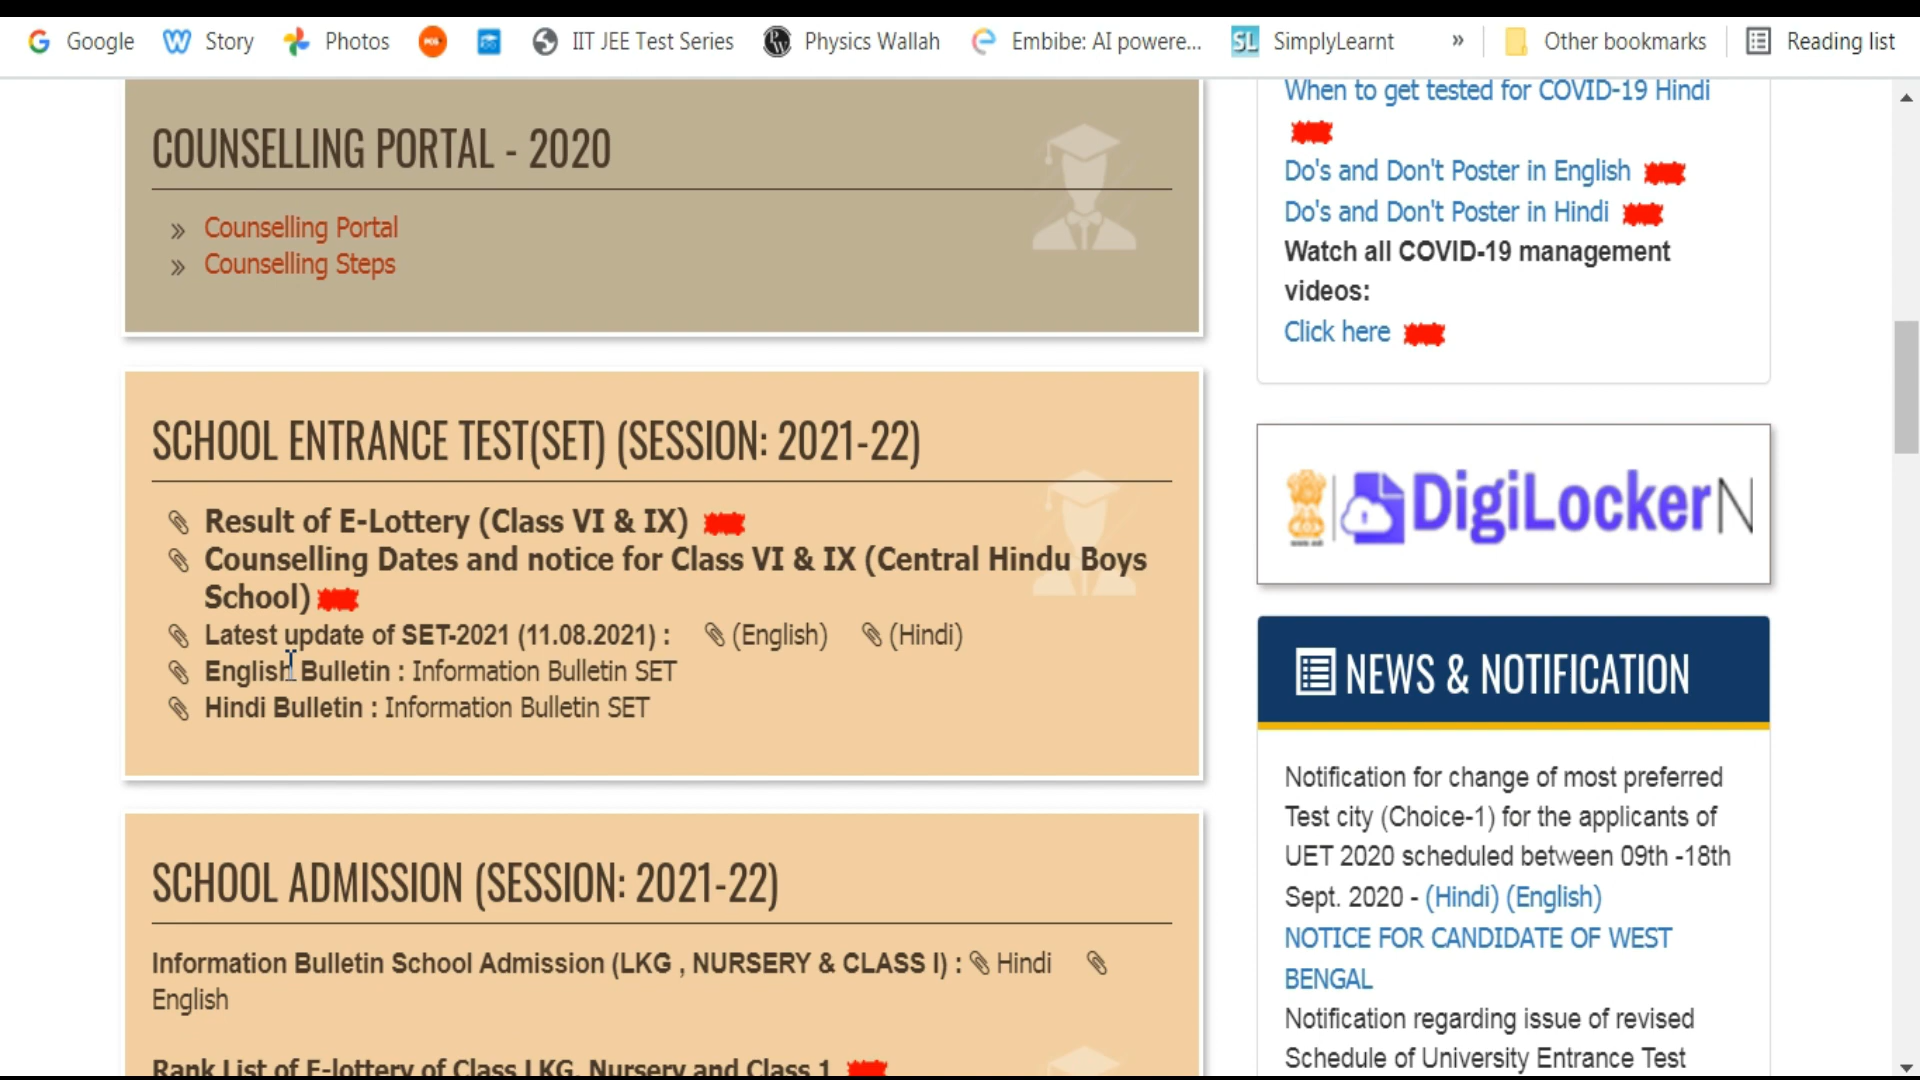 Google Story Photos IIT JEE Test Series Physics Wallah Embibe: AI powere... SimplyLearnt » Other bookmarks Reading list
COUNSELLING PORTAL - 2020
» Counselling Portal
» Counselling Steps
SCHOOL ENTRANCE TEST(SET) (SESSION: 2021-22)
Result of E-Lottery (Class VI & IX)
Counselling Dates and notice for Class VI & IX (Central Hindu Boys
School)
Latest update of SET-2021 (11.08.2021) : (English) (Hindi)
English Bulletin : Information Bulletin SET
Hindi Bulletin : Information Bulletin SET
SCHOOL ADMISSION (SESSION: 2021-22)
Information Bulletin School Admission (LKG , NURSERY & CLASS I) : Hindi
English
Rank List of E-lottery of Class LKG, Nursery and Class 1
When to get tested for COVID-19 Hindi
Do's and Don't Poster in English
Do's and Don't Poster in Hindi
Watch all COVID-19 management
videos:
Click here
DigiLocker N
NEWS & NOTIFICATION
Notification for change of most preferred
Test city (Choice-1) for the applicants of
UET 2020 scheduled between 09th -18th
Sept. 2020 - (Hindi) (English)
NOTICE FOR CANDIDATE OF WEST
BENGAL
Notification regarding issue of revised
Schedule of University Entrance Test